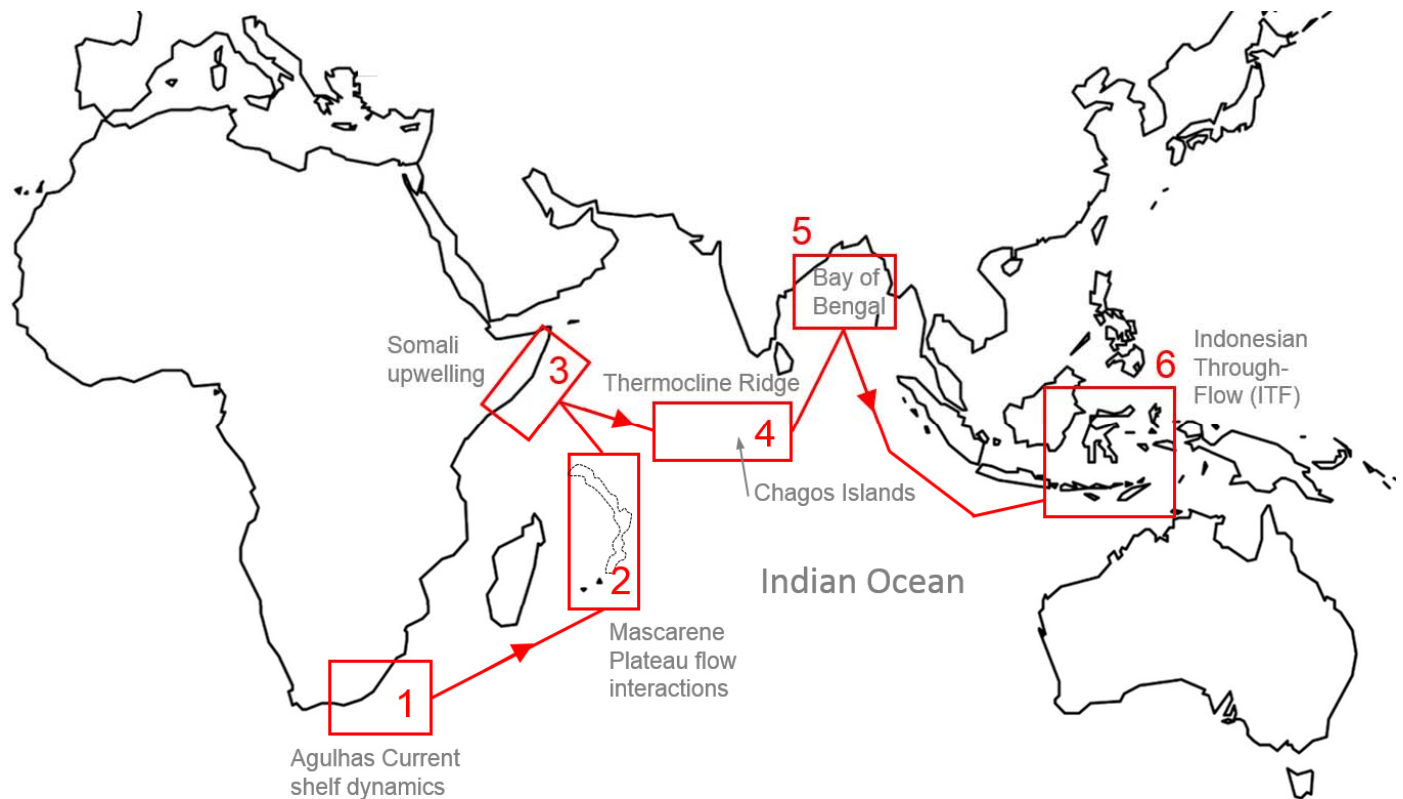 5
Bay of
Bengal
Somali
upwelling
3
Thermocline Ridge
4
Chagos Islands
6
Indonesian
Through-
Flow (ITF)
2
Mascarene
Plateau flow
interactions
Indian Ocean
1
Agulhas Current
shelf dynamics